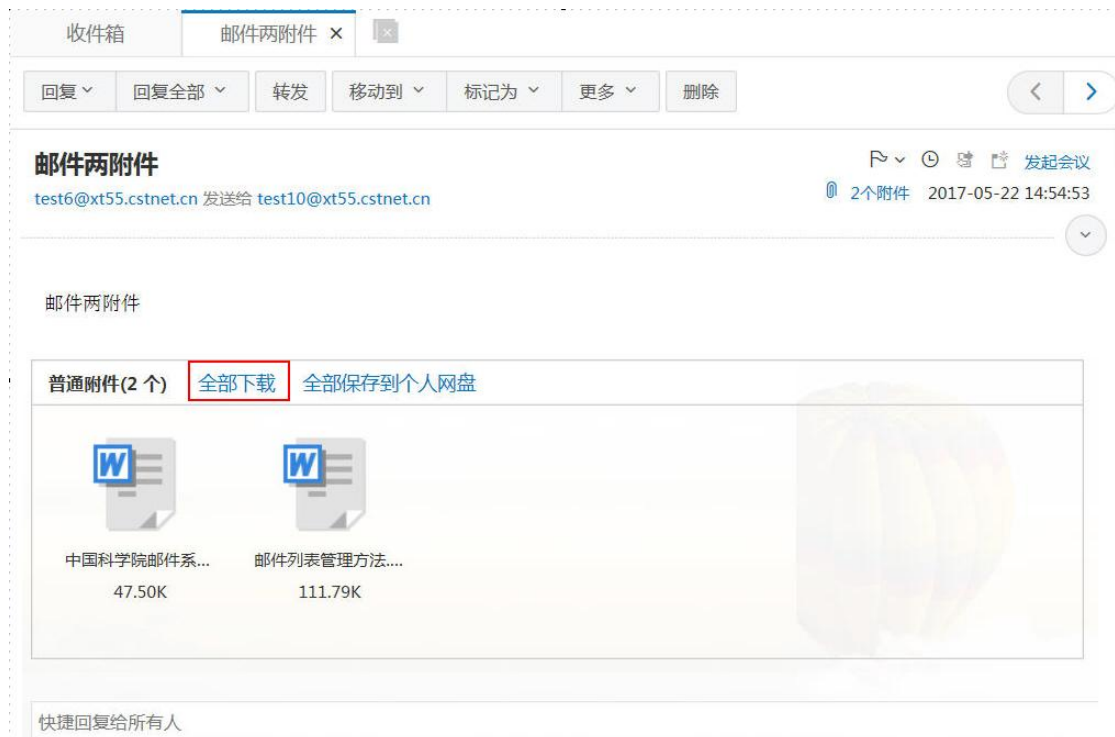 收件箱 邮件两附件 ×
回复 回复全部 转发 移动到 标记为 更多 删除
邮件两附件
发起会议
test6@xt55.cstnet.cn 发送给 test10@xt55.cstnet.cn
2个附件 2017-05-22 14:54:53
邮件两附件
普通附件(2 个) 全部下载 全部保存到个人网盘
中国科学院邮件系... 邮件列表管理方法....
47.50K 111.79K
快捷回复给所有人